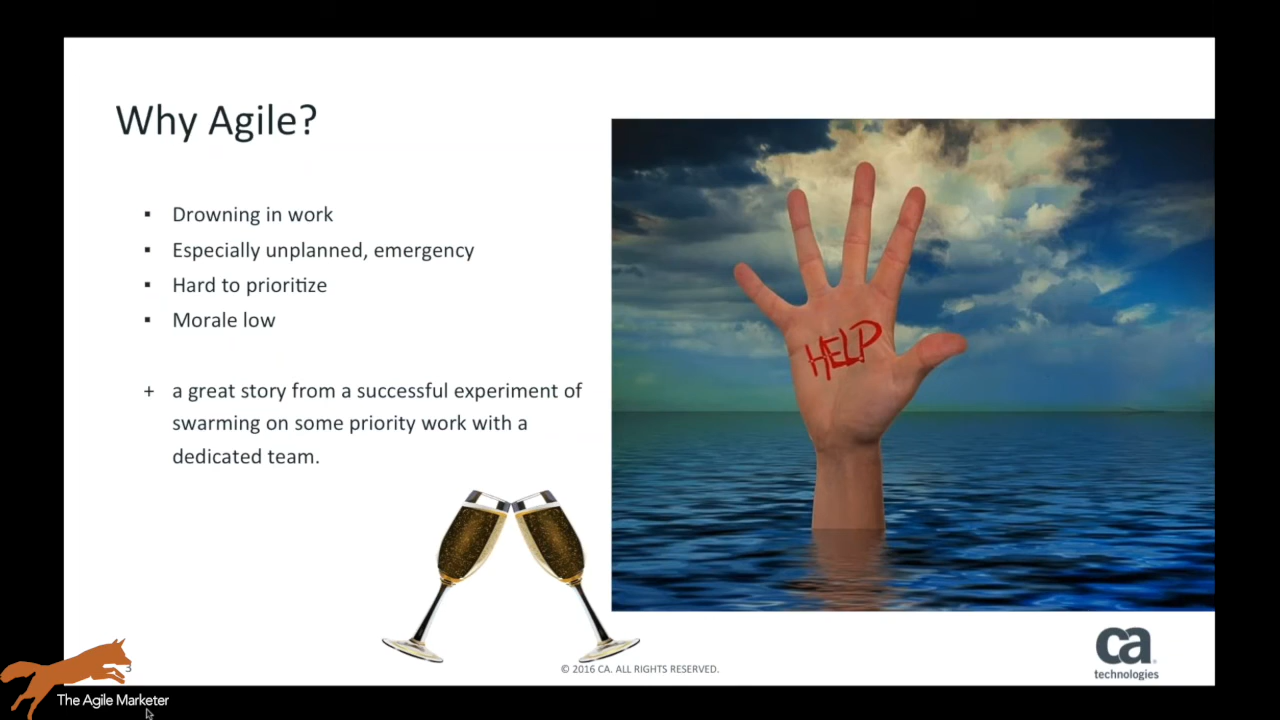 Why Agile?
▪ Drowning in work
▪ Especially unplanned, emergency
▪ Hard to prioritize
▪ Morale low
+ a great story from a successful experiment of
swarming on some priority work with a
dedicated team.
HELP
3
© 2016 CA. ALL RIGHTS RESERVED.
ca
technologies
The Agile Marketer